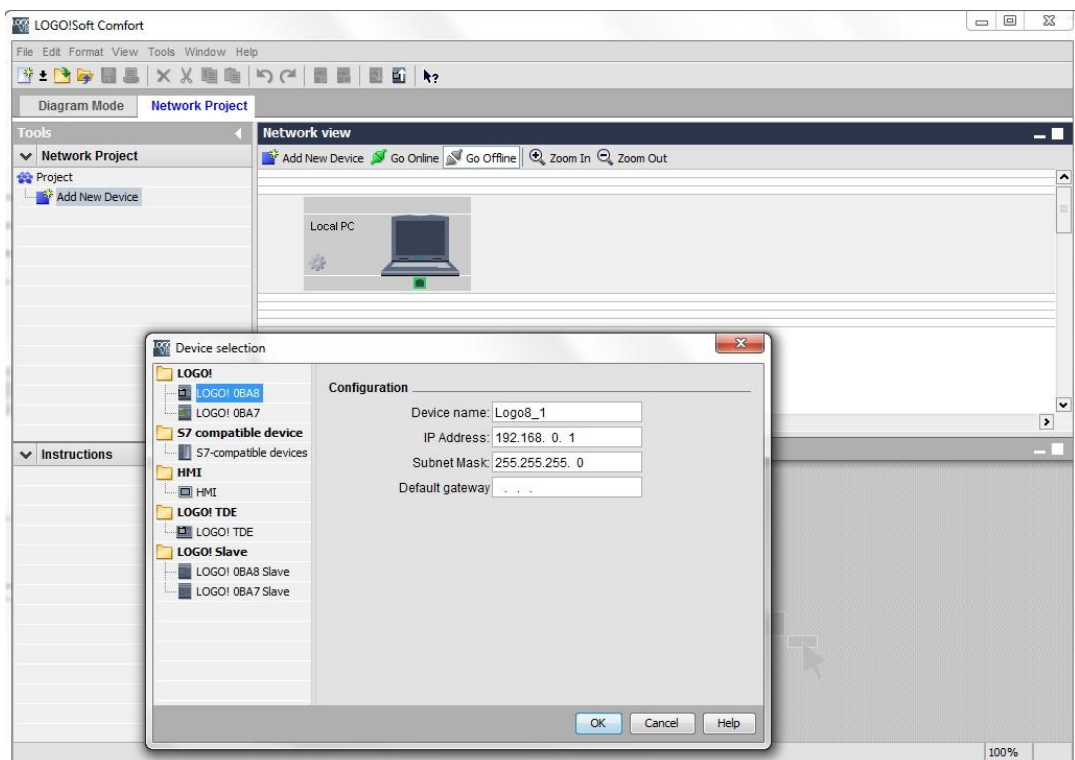 LOGO!Soft Comfort
File Edit Format View Tools Window Help
Diagram Mode Network Project
Tools
Network Project
Project
Add New Device
Network view
Add New Device Go Online Go Offline Zoom In Zoom Out
Local PC
Instructions
Device selection
LOGO!
LOGO! 0BA8
LOGO! 0BA7
S7 compatible device
S7-compatible devices
HMI
HMI
LOGO! TDE
LOGO! TDE
LOGO! Slave
LOGO! 0BA8 Slave
LOGO! 0BA7 Slave
Configuration
Device name: Logo8_1
IP Address: 192.168. 0. 1
Subnet Mask: 255.255.255. 0
Default gateway . . .
OK Cancel Help
100%